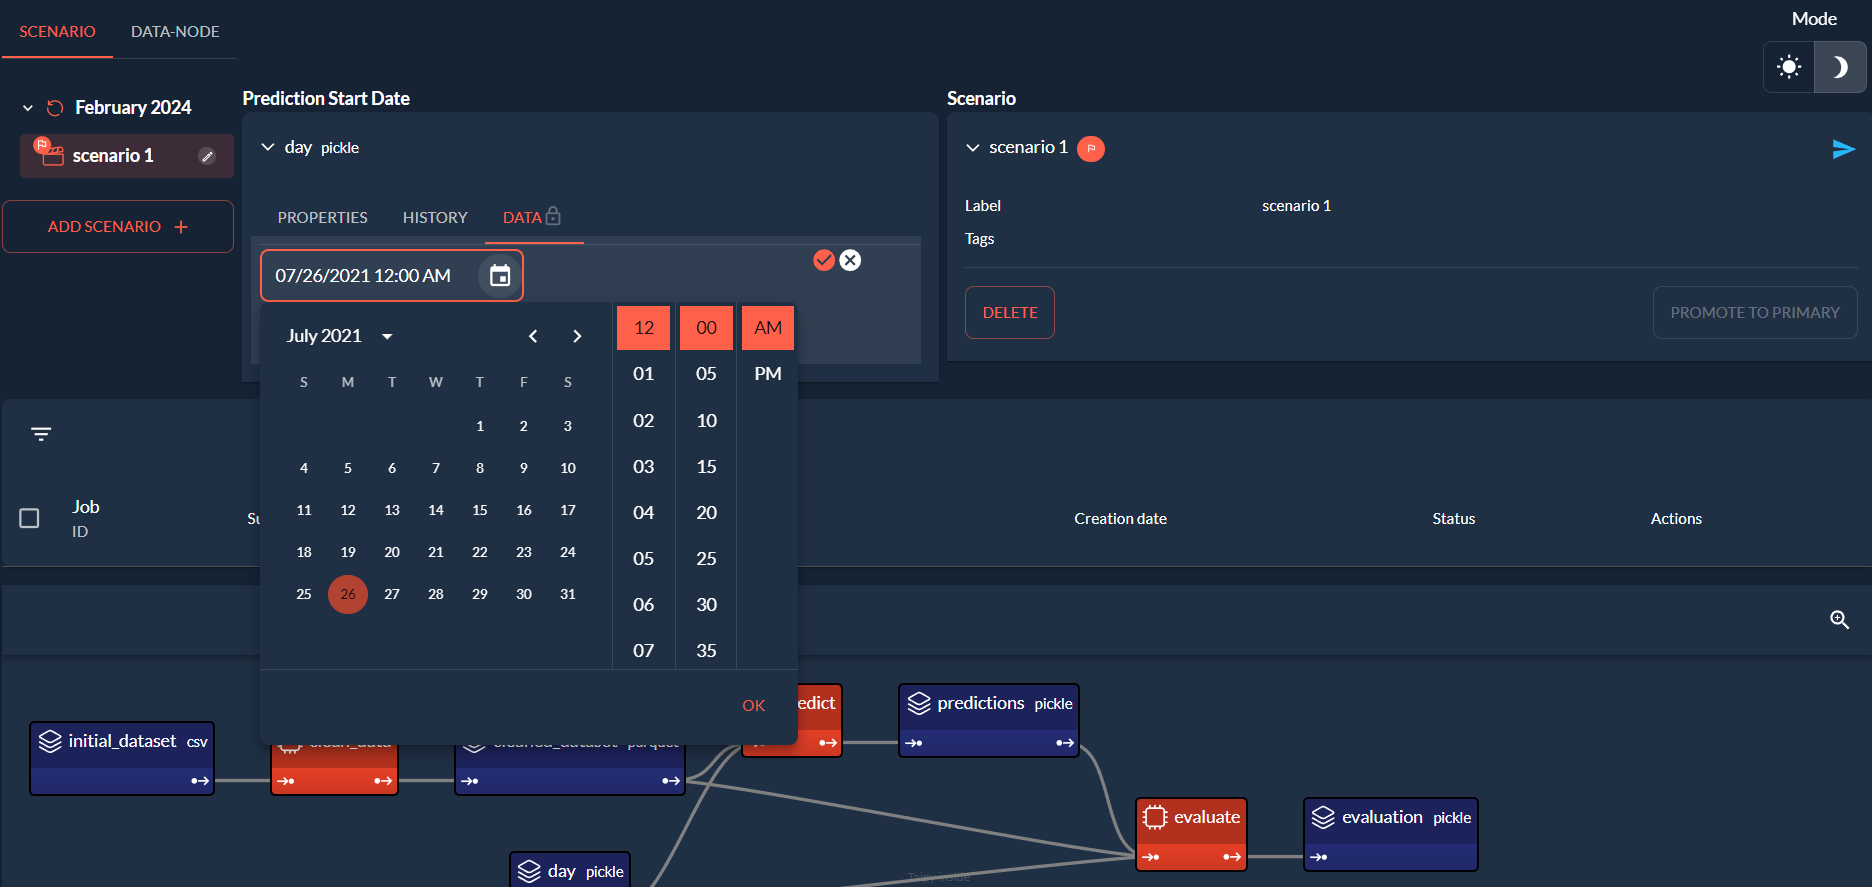 SCENARIO
DATA-NODE
Mode
February 2024
scenario 1
ADD SCENARIO +
Prediction Start Date
day pickle
PROPERTIES
HISTORY
DATA
07/26/2021 12:00 AM
July 2021
S M T W T F S
1 2 3
4 5 6 7 8 9 10
11 12 13 14 15 16 17
18 19 20 21 22 23 24
25 26 27 28 29 30 31
12 00 AM
01 05 PM
02 10
03 15
04 20
05 25
06 30
07 35
OK
Scenario
scenario 1
Label scenario 1
Tags
DELETE
PROMOTE TO PRIMARY
Job
ID
Su
Creation date
Status
Actions
initial_dataset csv
clean_data
cleaned_dataset parquet
edict
predictions pickle
evaluate
evaluation pickle
day pickle
Taipy inside